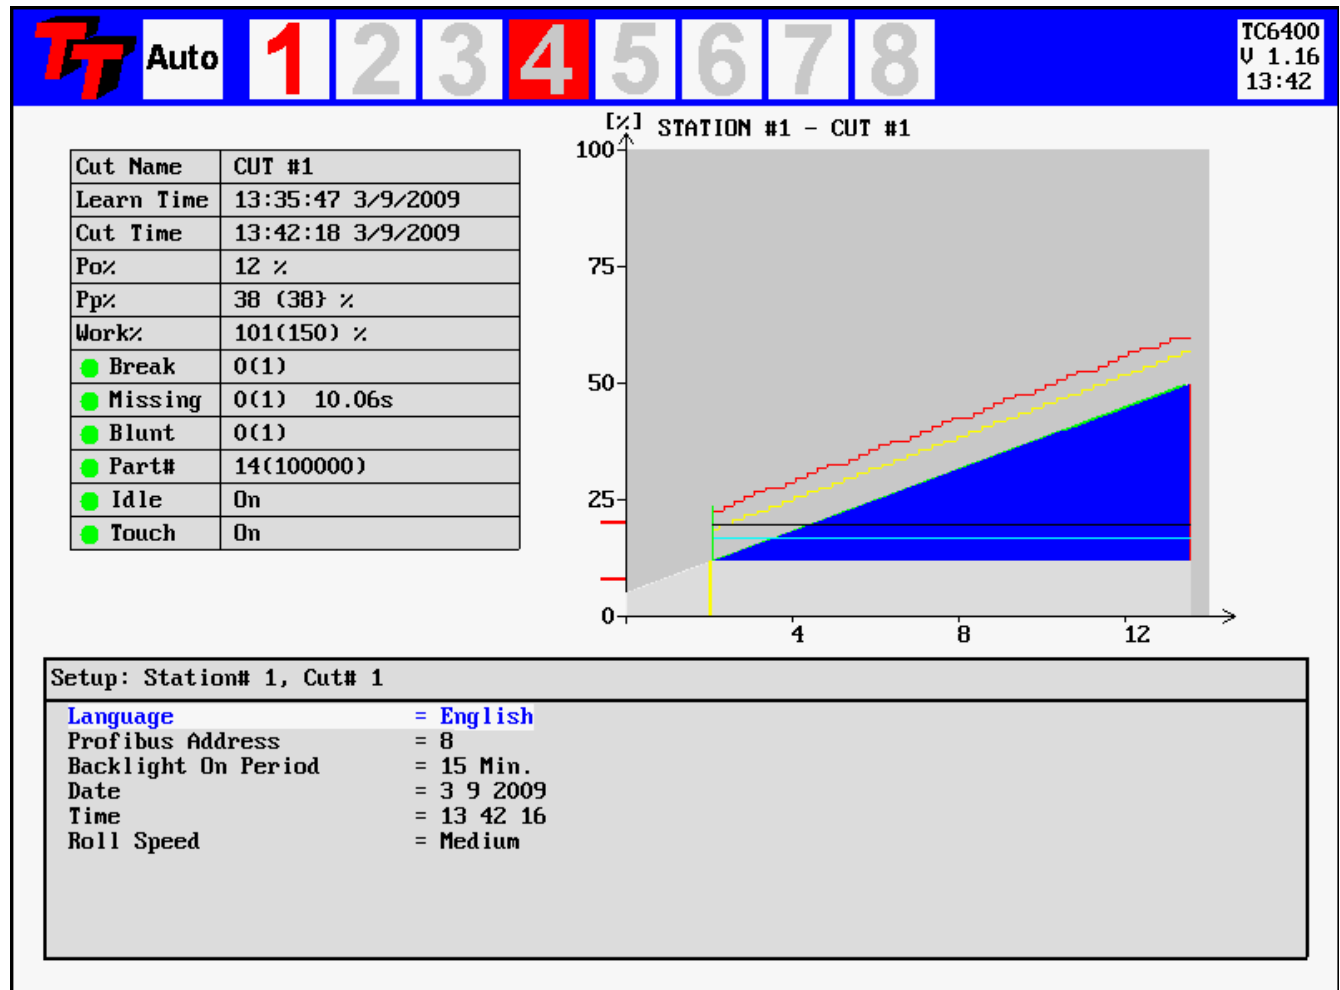 TT Auto 1 2 3 4 5 6 7 8
TC6400
V 1.16
13:42
[%] STATION #1 - CUT #1
Cut Name CUT #1
Learn Time 13:35:47 3/9/2009
Cut Time 13:42:18 3/9/2009
Po% 12 %
Pp% 38 (38} %
Work% 101(150) %
Break 0(1)
Missing 0(1) 10.06s
Blunt 0(1)
Part# 14(100000)
Idle On
Touch On
100
75
50
25
0
4 8 12
Setup: Station# 1, Cut# 1
Language = English
Profibus Address = 8
Backlight On Period = 15 Min.
Date = 3 9 2009
Time = 13 42 16
Roll Speed = Medium